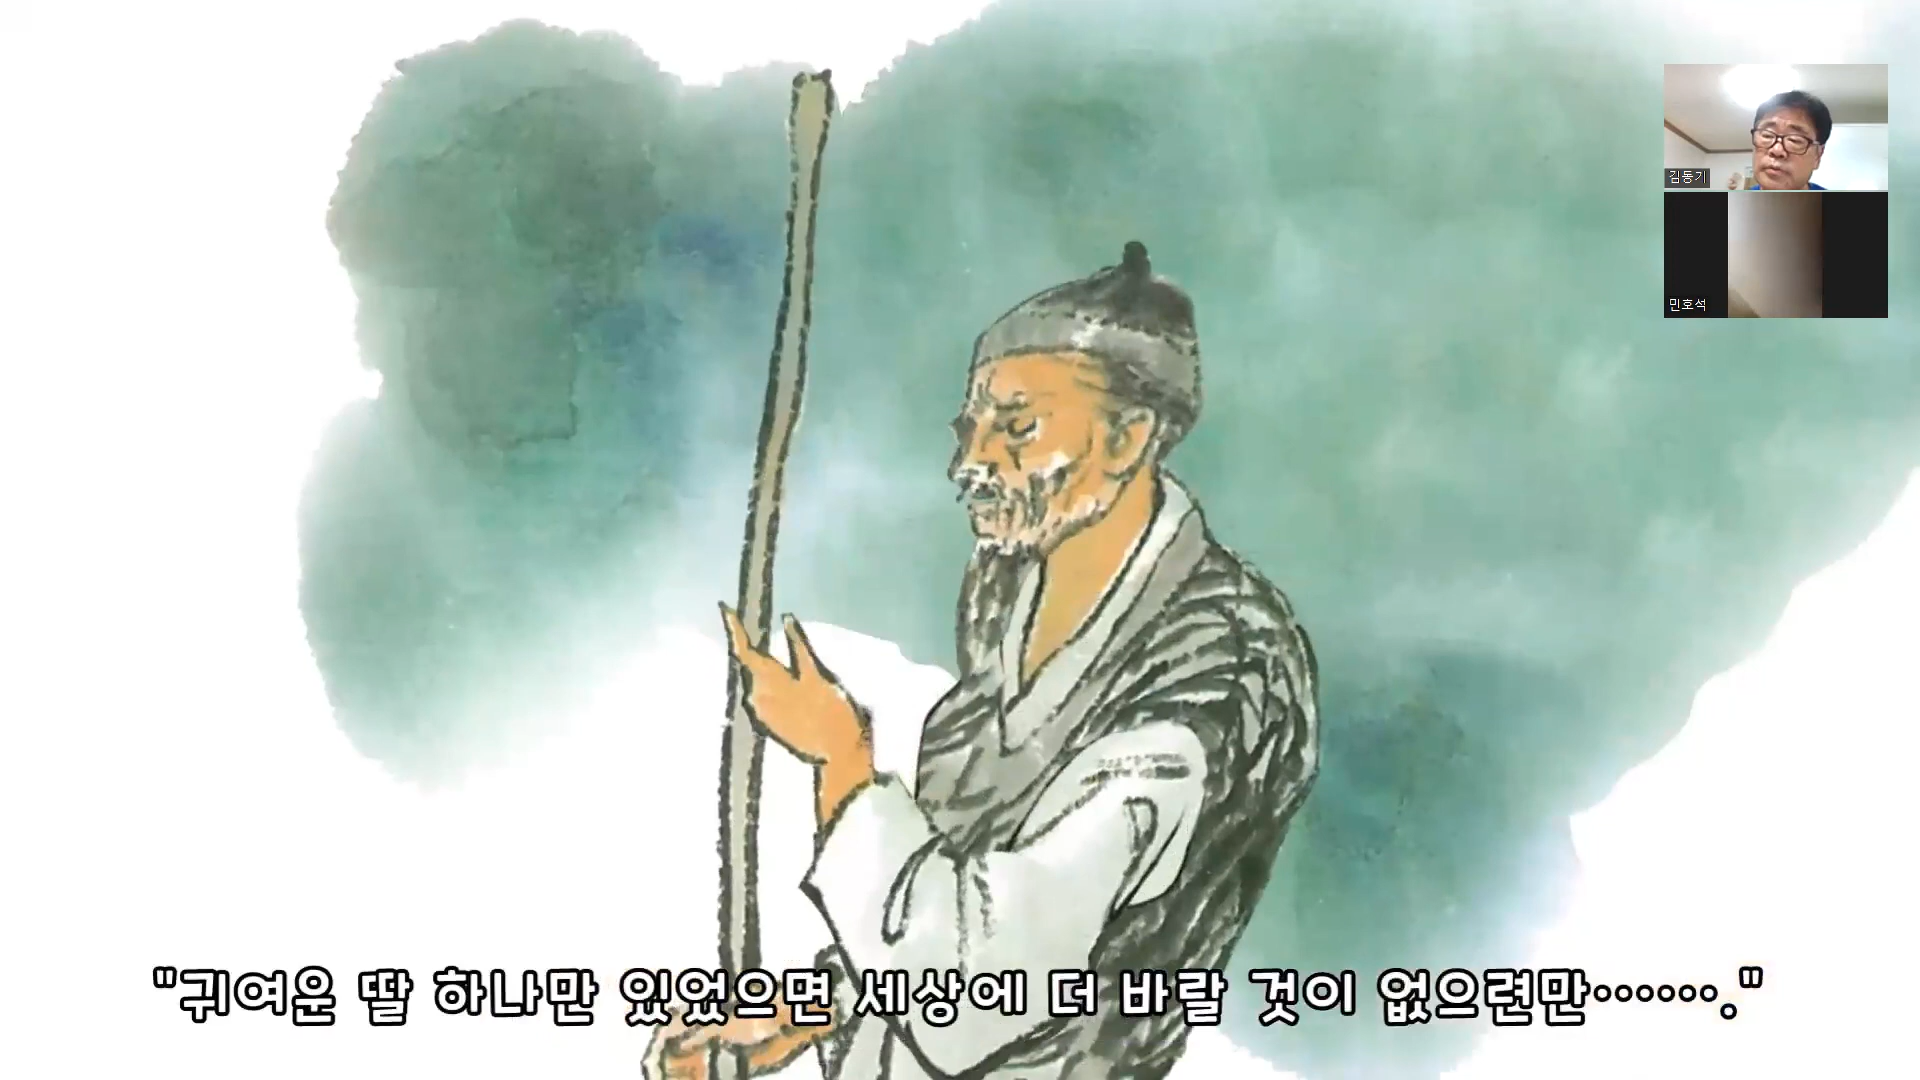 김동기
민호석
"귀여운 딸 하나만 있었으면 세상에 더 바랄 것이 없으련만……."